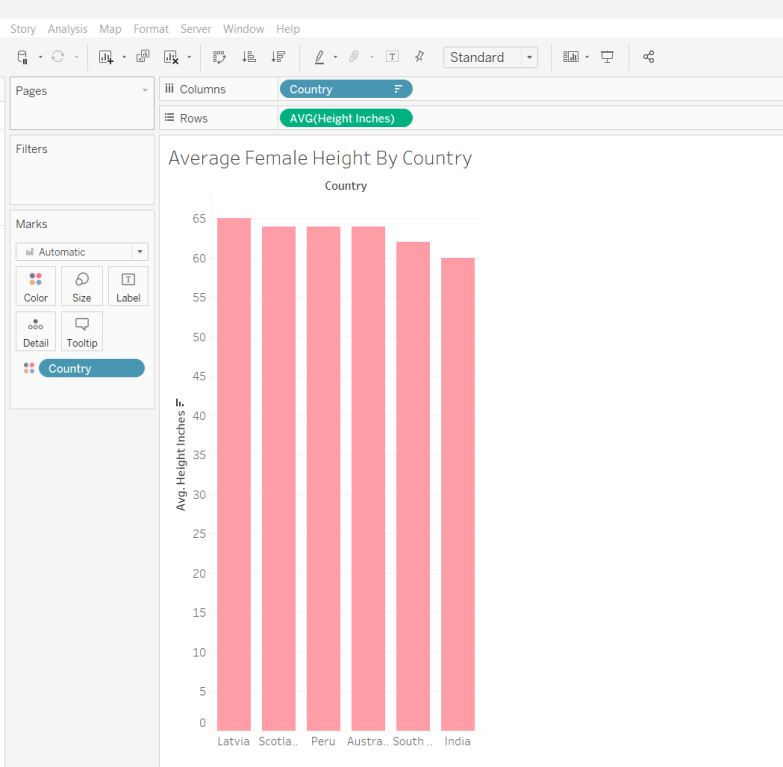 Story Analysis Map Format Server Window Help
Standard
Pages
Columns
Country
Rows
AVG(Height Inches)
Filters
Marks
Automatic
Color
Size
T
Label
Detail
Tooltip
Country
Average Female Height By Country
Country
Avg. Height Inches
65
60
55
50
45
40
35
30
25
20
15
10
5
0
Latvia Scotla.. Peru Austra.. South .. India